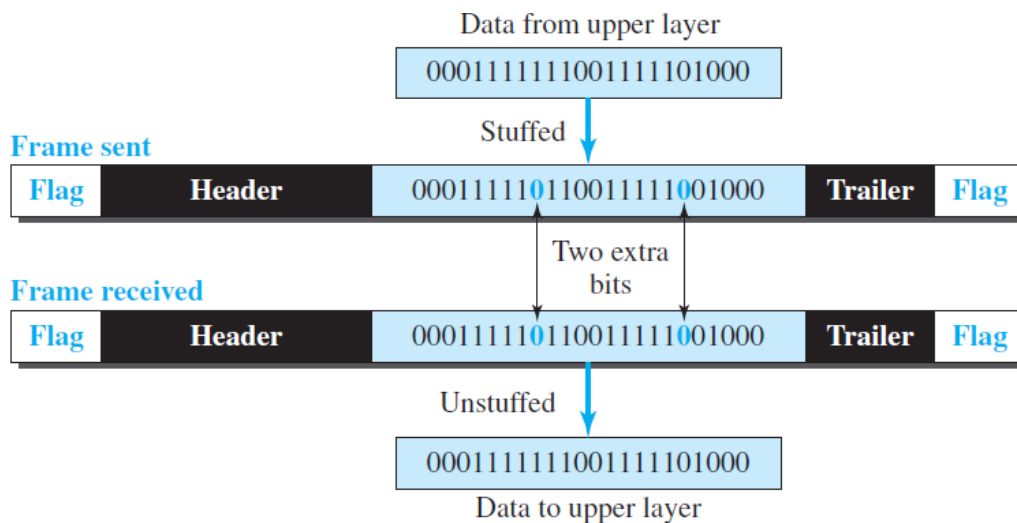 Data from upper layer
0001111111001111101000
Stuffed
Frame sent
Flag Header 000111110110011111001000 Trailer Flag
Two extra
bits
Frame received
Flag Header 000111110110011111001000 Trailer Flag
Unstuffed
0001111111001111101000
Data to upper layer